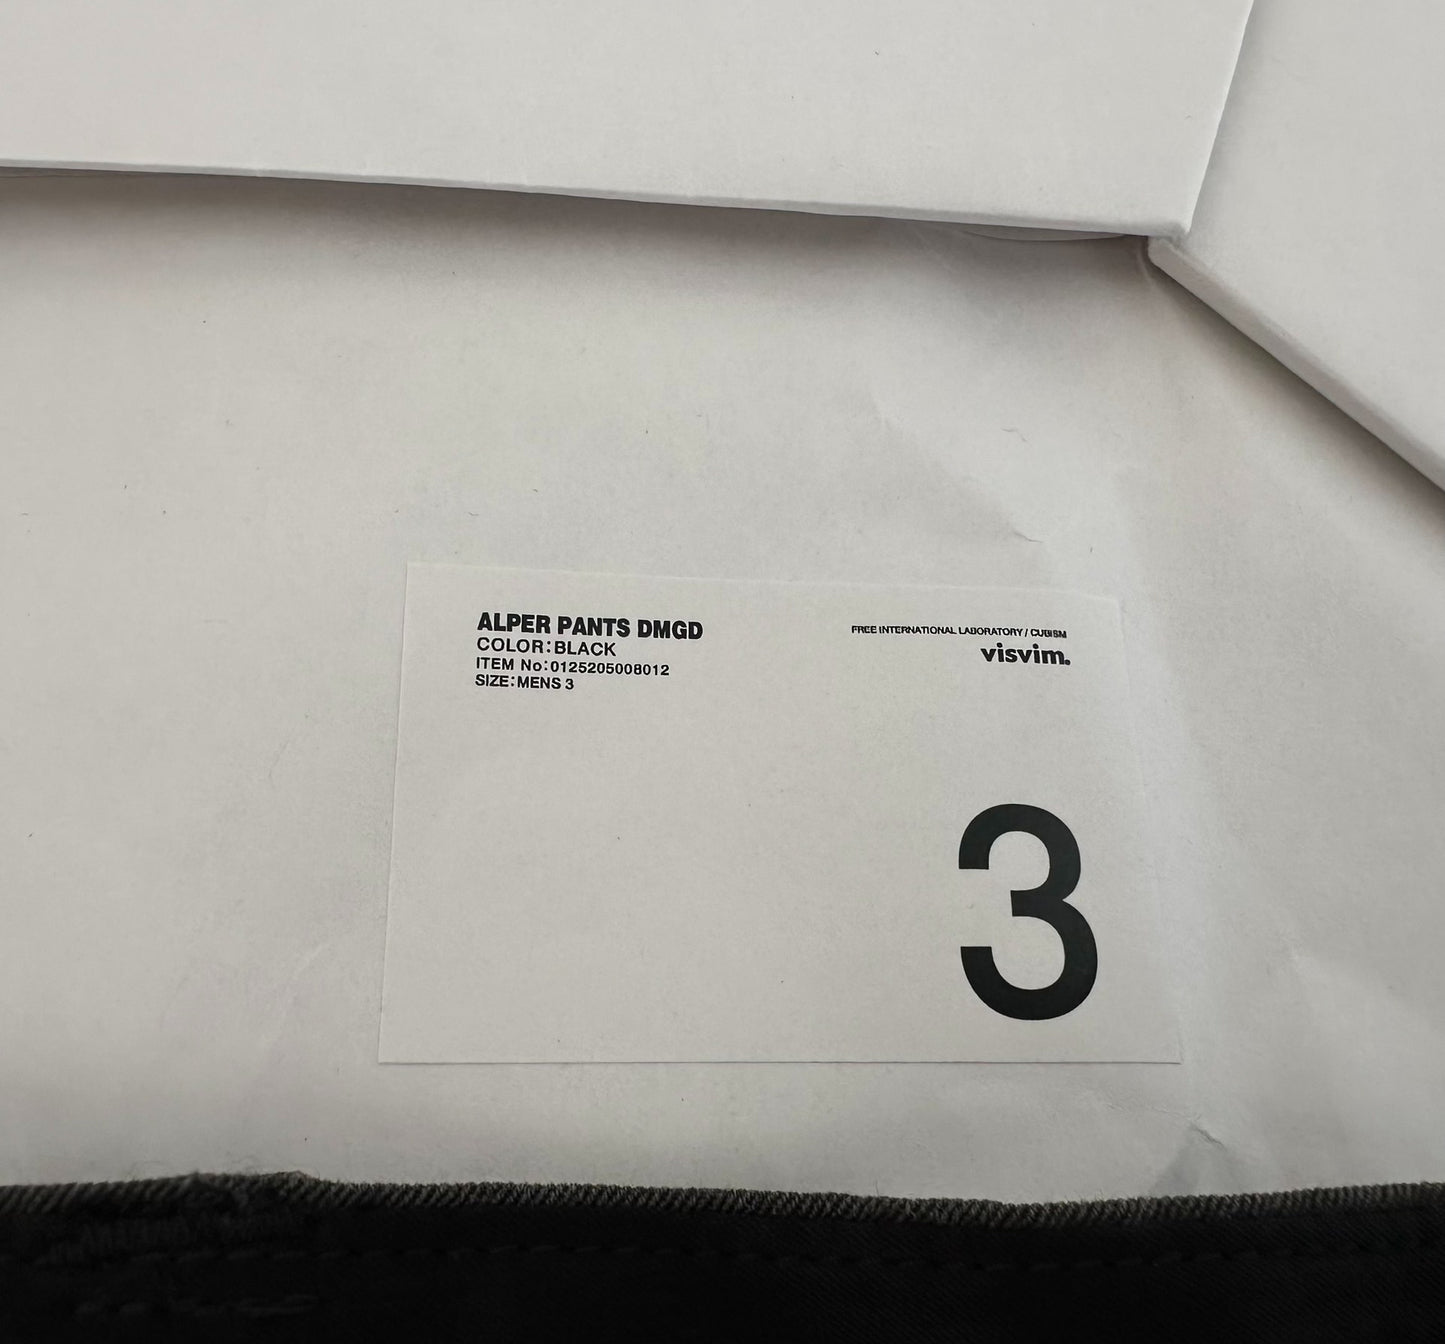 ALPER PANTS DMGD
COLOR:BLACK
ITEM No:0125205008012
SIZE:MENS 3
FREE INTERNATIONAL LABORATORY / CUBISM
visvim.
3